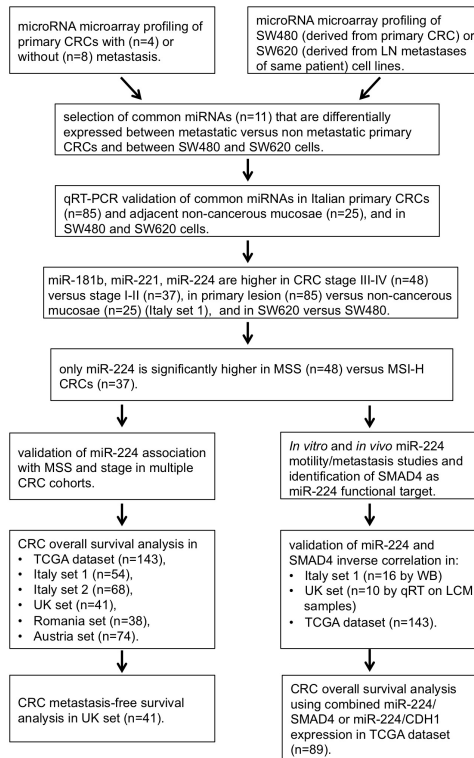 microRNA microarray profiling of
primary CRCs with (n=4) or
without (n=8) metastasis.
microRNA microarray profiling of
SW480 (derived from primary CRC) or
SW620 (derived from LN metastases
of same patient) cell lines.
selection of common miRNAs (n=11) that are differentially
expressed between metastatic versus non metastatic primary
CRCs and between SW480 and SW620 cells.
qRT-PCR validation of common miRNAs in Italian primary CRCs
(n=85) and adjacent non-cancerous mucosae (n=25), and in
SW480 and SW620 cells.
miR-181b, miR-221, miR-224 are higher in CRC stage III-IV (n=48)
versus stage I-II (n=37), in primary lesion (n=85) versus non-cancerous
mucosae (n=25) (Italy set 1), and in SW620 versus SW480.
only miR-224 is significantly higher in MSS (n=48) versus MSI-H
CRCs (n=37).
validation of miR-224 association
with MSS and stage in multiple
CRC cohorts.
In vitro and in vivo miR-224
motility/metastasis studies and
identification of SMAD4 as
miR-224 functional target.
CRC overall survival analysis in
• TCGA dataset (n=143),
• Italy set 1 (n=54),
• Italy set 2 (n=68),
• UK set (n=41),
• Romania set (n=38),
• Austria set (n=74).
validation of miR-224 and
SMAD4 inverse correlation in:
• Italy set 1 (n=16 by WB)
• UK set (n=10 by qRT on LCM
samples)
• TCGA dataset (n=143).
CRC metastasis-free survival
analysis in UK set (n=41).
CRC overall survival analysis
using combined miR-224/
SMAD4 or miR-224/CDH1
expression in TCGA dataset
(n=89).